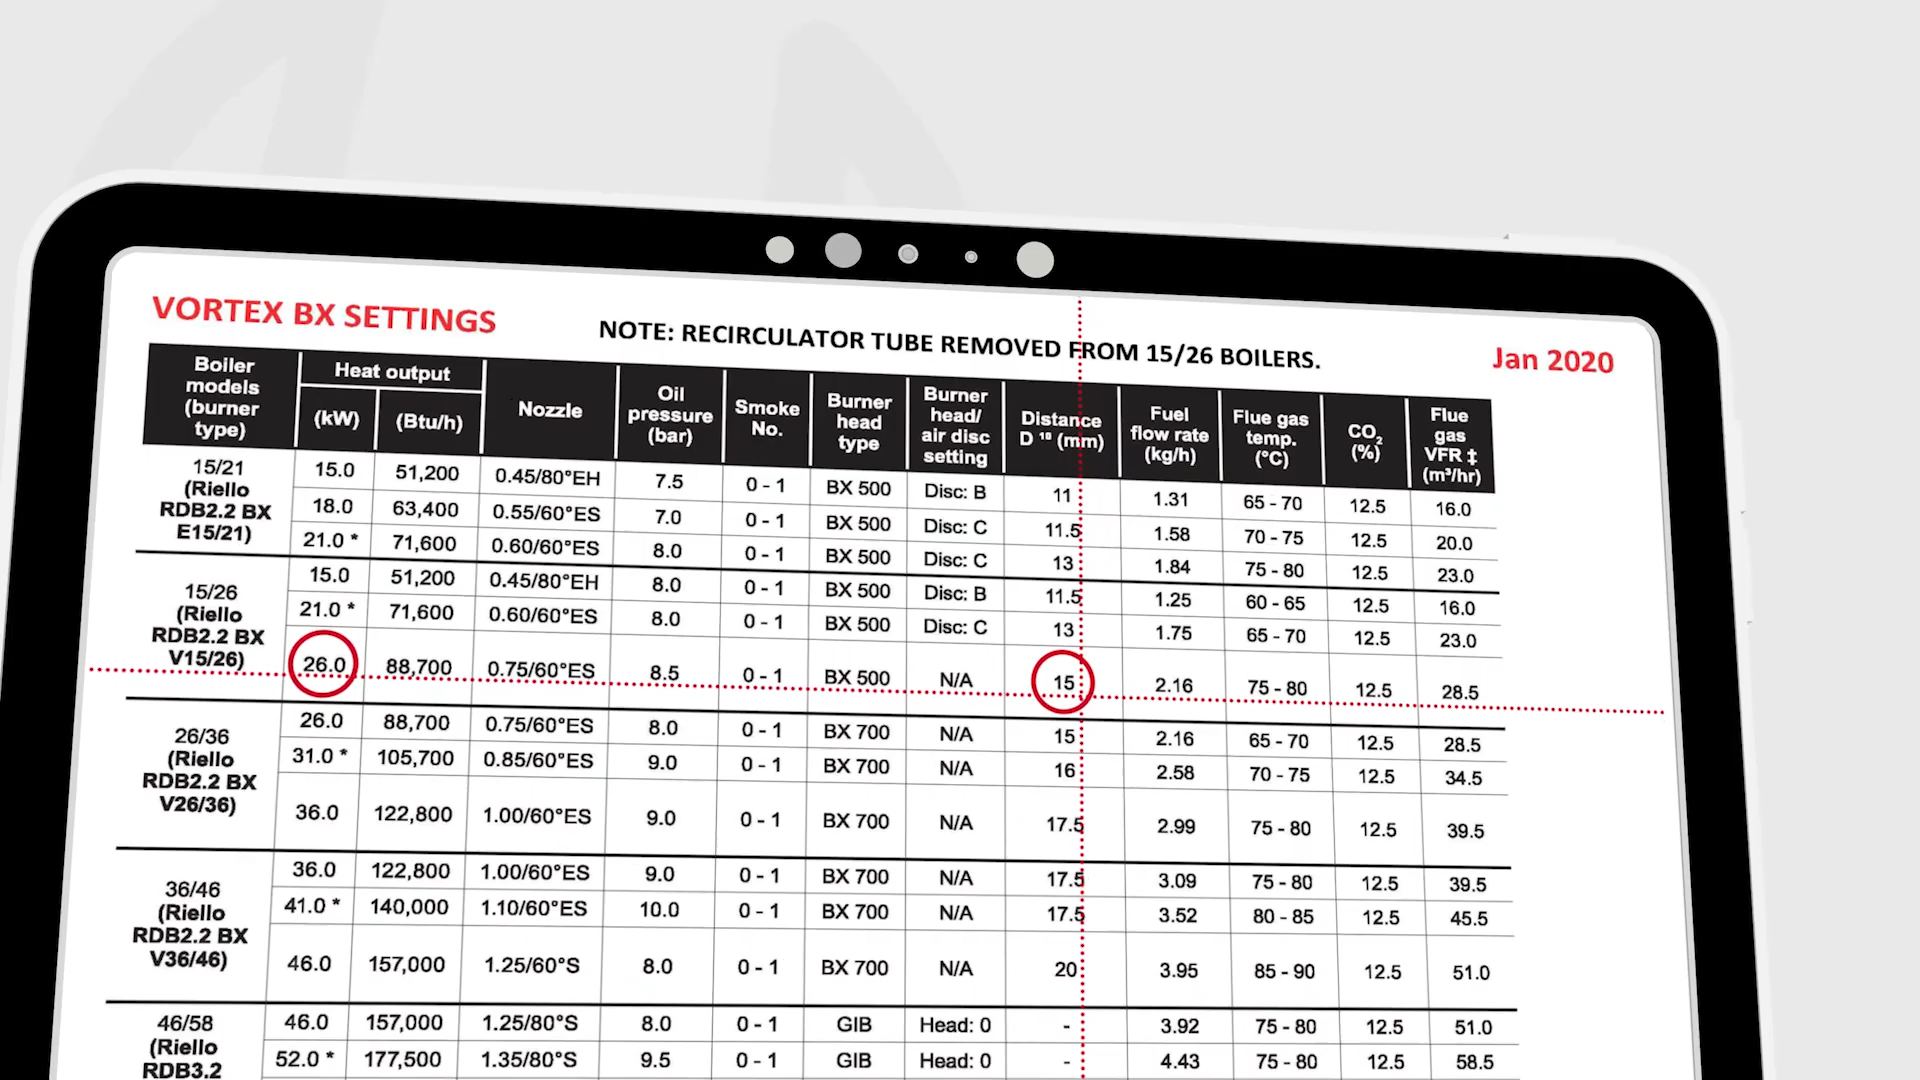 VORTEX BX SETTINGS
NOTE: RECIRCULATOR TUBE REMOVED FROM 15/26 BOILERS.
Jan 2020
Boiler models (burner type) Heat output (kW) (Btu/h) Nozzle Oil pressure (bar) Smoke No. Burner head type Burner head/ air disc setting Distance D ¹⁸ (mm) Fuel flow rate (kg/h) Flue gas temp. (°C) CO₂ (%) Flue gas VFR ‡ (m³/hr)
15/21 (Riello RDB2.2 BX E15/21)
15.0 51,200 0.45/80°EH 7.5 0 - 1 BX 500 Disc: B 11 1.31 65 - 70 12.5 16.0
18.0 63,400 0.55/60°ES 7.0 0 - 1 BX 500 Disc: C 11.5 1.58 70 - 75 12.5 20.0
21.0 * 71,600 0.60/60°ES 8.0 0 - 1 BX 500 Disc: C 13 1.84 75 - 80 12.5 23.0
15/26 (Riello RDB2.2 BX V15/26)
15.0 51,200 0.45/80°EH 8.0 0 - 1 BX 500 Disc: B 11.5 1.25 60 - 65 12.5 16.0
21.0 * 71,600 0.60/60°ES 8.0 0 - 1 BX 500 Disc: C 13 1.75 65 - 70 12.5 23.0
26.0 88,700 0.75/60°ES 8.5 0 - 1 BX 500 N/A 15 2.16 75 - 80 12.5 28.5
26/36 (Riello RDB2.2 BX V26/36)
26.0 88,700 0.75/60°ES 8.0 0 - 1 BX 700 N/A 15 2.16 65 - 70 12.5 28.5
31.0 * 105,700 0.85/60°ES 9.0 0 - 1 BX 700 N/A 16 2.58 70 - 75 12.5 34.5
36.0 122,800 1.00/60°ES 9.0 0 - 1 BX 700 N/A 17.5 2.99 75 - 80 12.5 39.5
36/46 (Riello RDB2.2 BX V36/46)
36.0 122,800 1.00/60°ES 9.0 0 - 1 BX 700 N/A 17.5 3.09 75 - 80 12.5 39.5
41.0 * 140,000 1.10/60°ES 10.0 0 - 1 BX 700 N/A 17.5 3.52 80 - 85 12.5 45.5
46.0 157,000 1.25/60°S 8.0 0 - 1 BX 700 N/A 20 3.95 85 - 90 12.5 51.0
46/58 (Riello RDB3.2
46.0 157,000 1.25/80°S 8.0 0 - 1 GIB Head: 0 - 3.92 75 - 80 12.5 51.0
52.0 * 177,500 1.35/80°S 9.5 0 - 1 GIB Head: 0 - 4.43 75 - 80 12.5 58.5